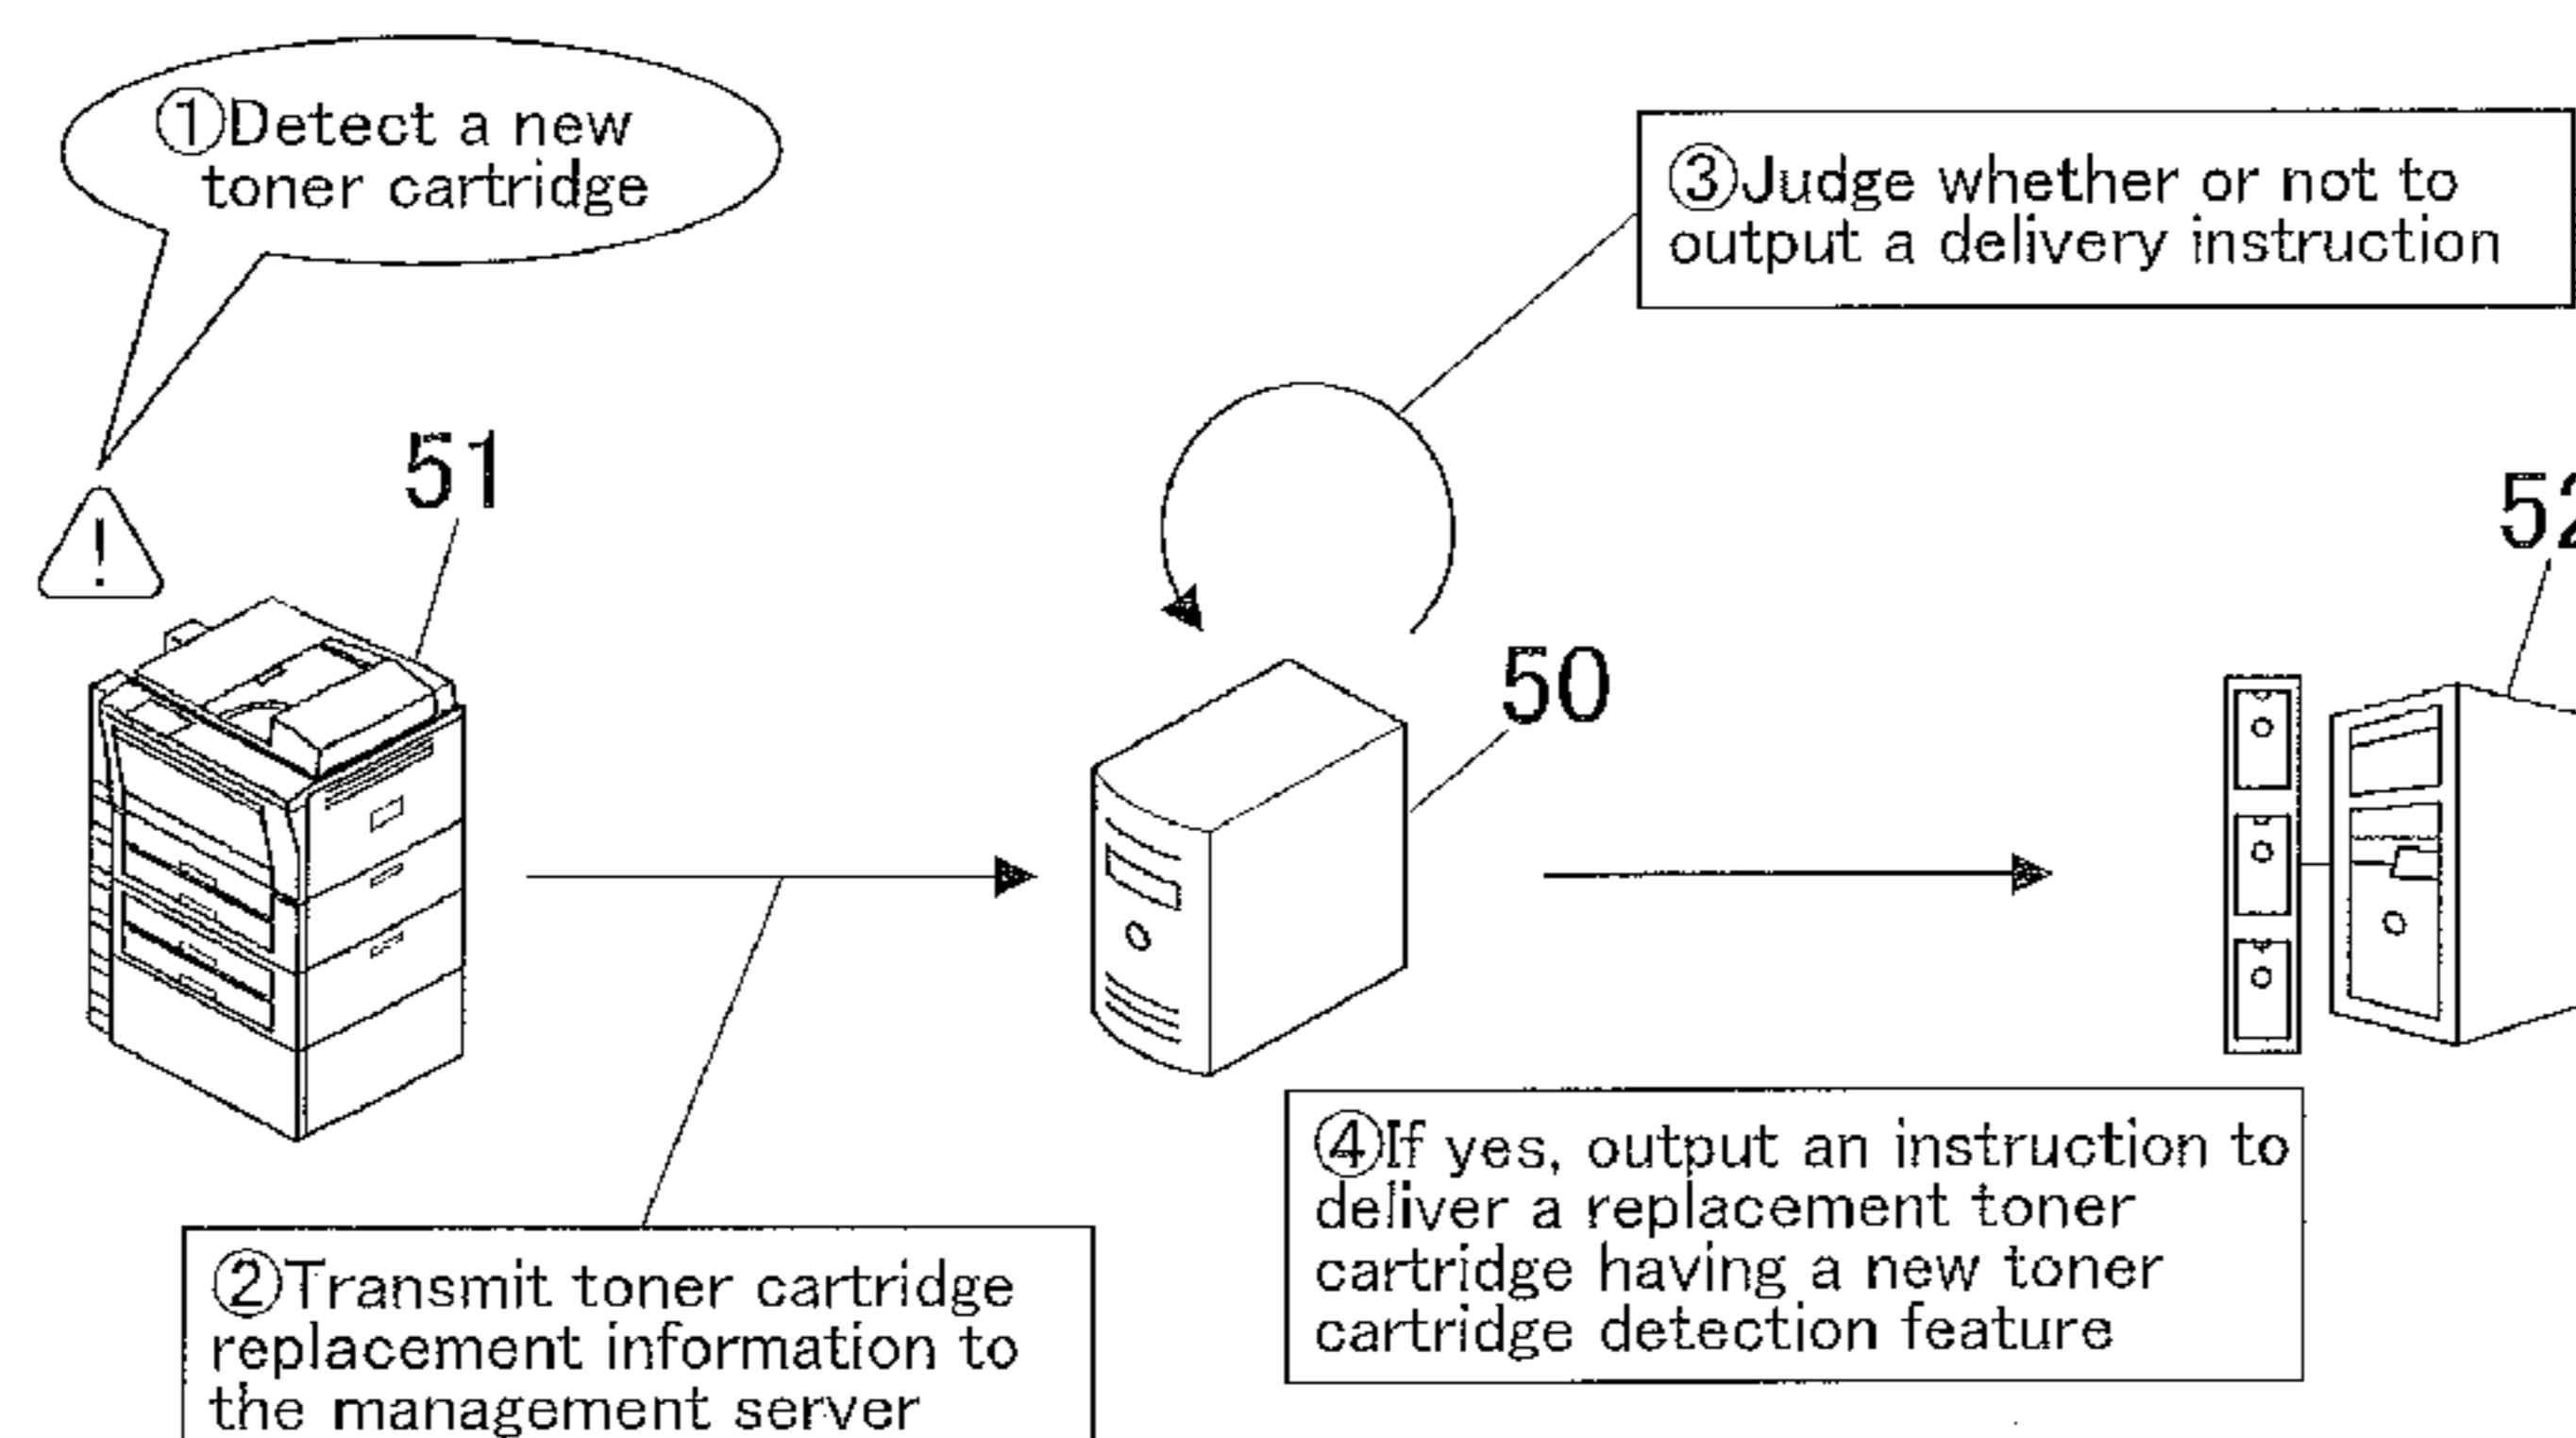 ①Detect a new
toner cartridge
③Judge whether or not to
output a delivery instruction
51
52
50
④If yes, output an instruction to
deliver a replacement toner
cartridge having a new toner
cartridge detection feature
②Transmit toner cartridge
replacement information to
the management server
!